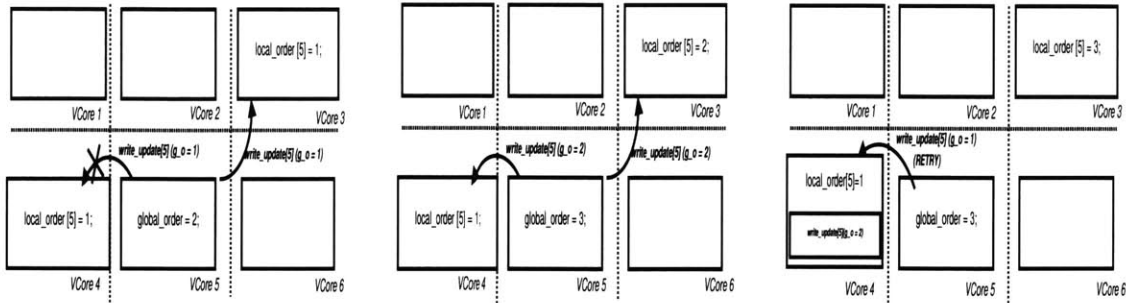 local_order [5] = 1;
VCore 1
VCore 2
VCore 3
write_update[5] (g_o = 1)
write_update[5] (g_o = 1)
local_order [5] = 1;
global_order = 2;
VCore 4
VCore 5
VCore 6
local_order [5] = 2;
VCore 1
VCore 2
VCore 3
write_update[5] (g_o = 2)
write_update[5] (g_o = 2)
local_order [5] = 1;
global_order = 3;
VCore 4
VCore 5
VCore 6
local_order [5] = 3;
VCore 1
VCore 2
VCore 3
write_update[5] (g_o = 1)
(RETRY)
local_order[5]=1
global_order = 3;
write_update[5](g_o = 2)
VCore 4
VCore 5
VCore 6